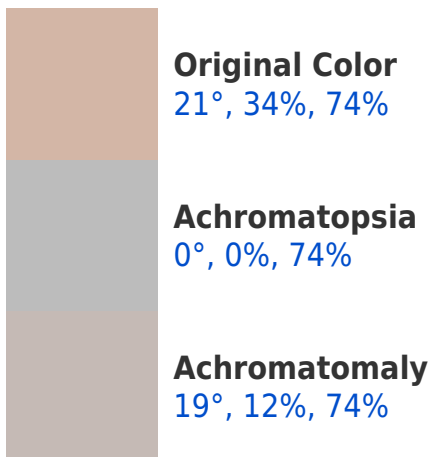 Original Color
21°, 34%, 74%
Achromatopsia
0°, 0%, 74%
Achromatomaly
19°, 12%, 74%